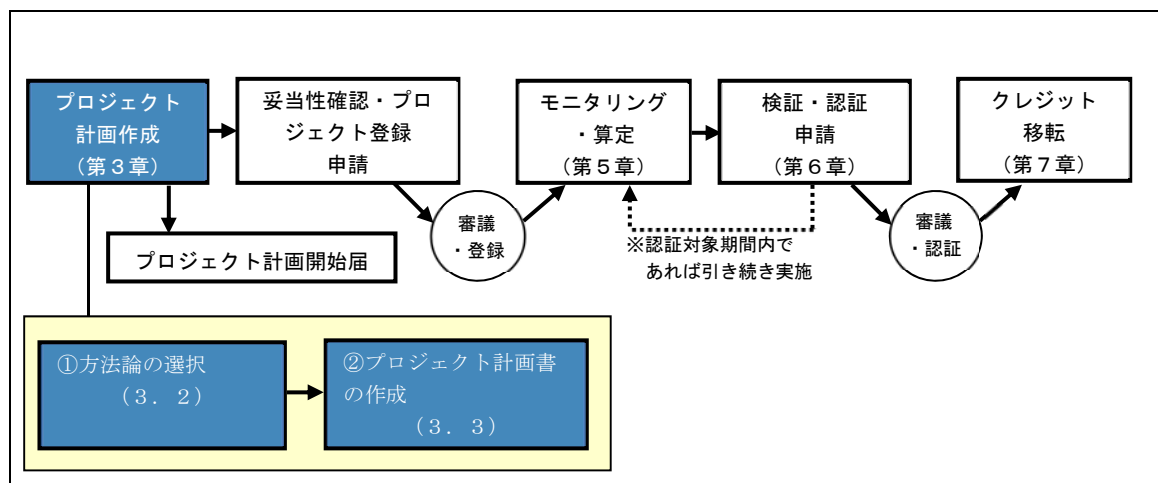 プロジェクト
計画作成
(第3章)
妥当性確認・プロ
ジェクト登録
申請
モニタリング
・算定
(第5章)
検証・認証
申請
(第6章)
クレジット
移転
(第7章)
審議
・登録
審議
・認証
プロジェクト計画開始届
※認証対象期間内で
あれば引き続き実施
①方法論の選択
(3.2)
②プロジェクト計画書
の作成
(3.3)